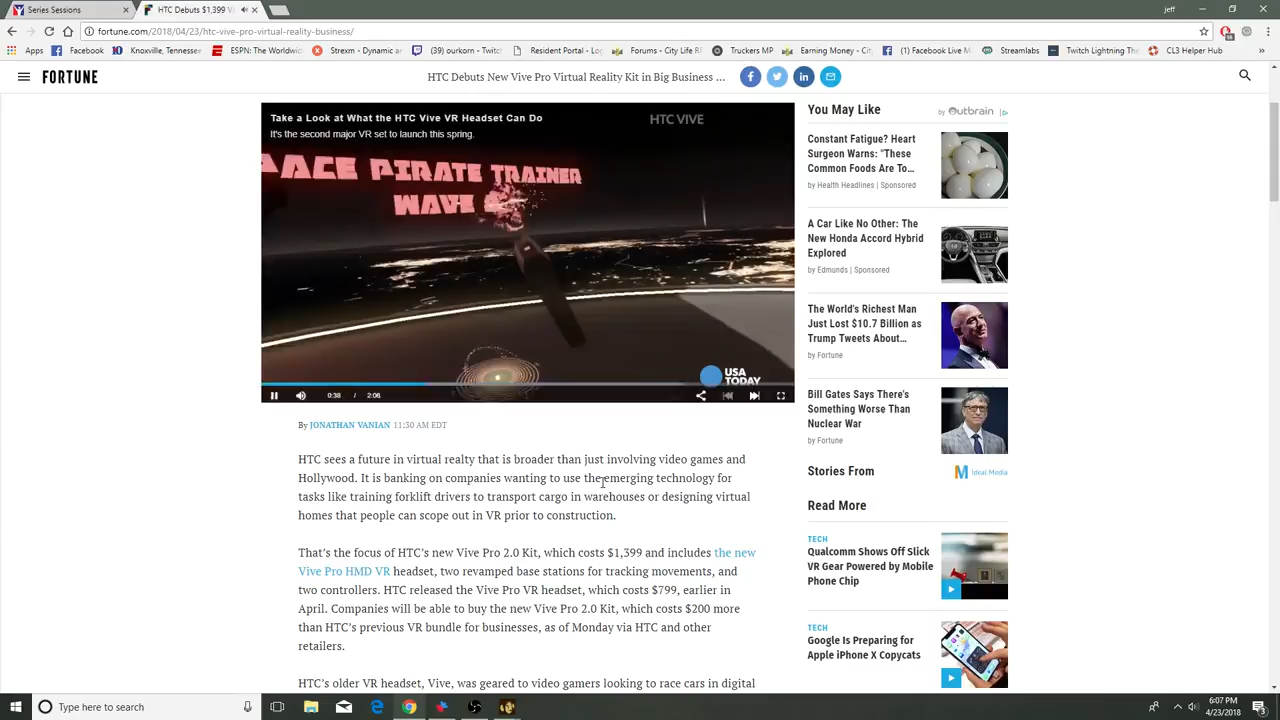 Series Sessions
HTC Debuts $1,399 V
jeff
fortune.com/2018/04/23/htc-vive-pro-virtual-reality-business/
Apps
Facebook
Knoxville, Tennessee
ESPN: The Worldwid
Strexm - Dynamic ar
(39) ourkorn - Twitc
Resident Portal - Log
Forums - City Life RP
TruckersMP
Earning Money - Cit
(1) Facebook Live M
Streamlabs
Twitch Lightning The
CL3 Helper Hub
FORTUNE
HTC Debuts New Vive Pro Virtual Reality Kit in Big Business ...
ch a Look at What the HTC Vive VR Headset Can Do
It's the second major VR set to launch this spring.
HTC VIVE
ACE PIRATE TRAINER
WAVE
USA
TODAY
0:38 / 2:06
By JONATHAN VANIAN 11:30 AM EDT
HTC sees a future in virtual realty that is broader than just involving video games and
Hollywood. It is banking on companies wanting to use the emerging technology for
tasks like training forklift drivers to transport cargo in warehouses or designing virtual
homes that people can scope out in VR prior to construction.
That's the focus of HTC's new Vive Pro 2.0 Kit, which costs $1,399 and includes the new
Vive Pro HMD VR headset, two revamped base stations for tracking movements, and
two controllers. HTC released the Vive Pro VR headset, which costs $799, earlier in
April. Companies will be able to buy the new Vive Pro 2.0 Kit, which costs $200 more
than HTC's previous VR bundle for businesses, as of Monday via HTC and other
retailers.
HTC's older VR headset, Vive, was geared to video gamers looking to race cars in digital
You May Like
by Outbrain
Constant Fatigue? Heart
Surgeon Warns: "These
Common Foods Are To...
by Health Headlines | Sponsored
A Car Like No Other: The
New Honda Accord Hybrid
Explored
by Edmunds | Sponsored
The World's Richest Man
Just Lost $10.7 Billion as
Trump Tweets About...
by Fortune
Bill Gates Says There's
Something Worse Than
Nuclear War
by Fortune
Stories From
Ideal Media
Read More
TECH
Qualcomm Shows Off Slick
VR Gear Powered by Mobile
Phone Chip
TECH
Google Is Preparing for
Apple iPhone X Copycats
Type here to search
6:07 PM
4/23/2018